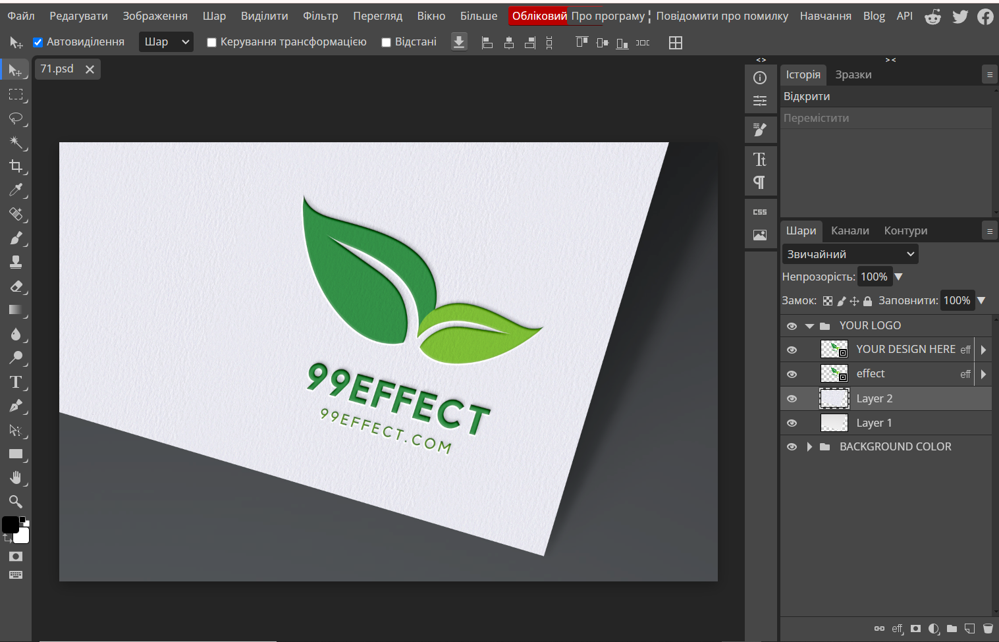 Файл Редагувати Зображення Шар Виділити Фільтр Перегляд Вікно Більше Обліковий Про програму ¦ Повідомити про помилку Навчання Blog API
Автовиділення Шар Керування трансформацією Відстані
71.psd
Історія Зразки
Відкрити
Перемістити
Tt
¶
CSS
Шари Канали Контури
Звичайний
Непрозорість: 100%
Замок: Заповнити: 100%
YOUR LOGO
YOUR DESIGN HERE eff
effect eff
Layer 2
Layer 1
BACKGROUND COLOR
eff
99EFFECT
99EFFECT.COM